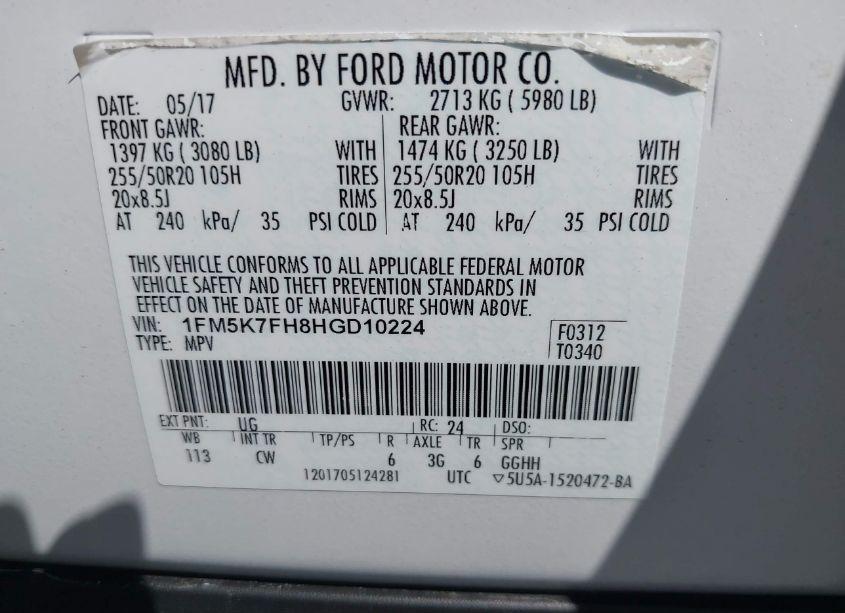 MFD. BY FORD MOTOR CO.
DATE: 05/17 GVWR: 2713 KG ( 5980 LB)
FRONT GAWR: REAR GAWR:
1397 KG ( 3080 LB) WITH 1474 KG ( 3250 LB) WITH
255/50R20 105H TIRES 255/50R20 105H TIRES
20x8.5J RIMS 20x8.5J RIMS
AT 240 kPa/ 35 PSI COLD AT 240 kPa/ 35 PSI COLD
THIS VEHICLE CONFORMS TO ALL APPLICABLE FEDERAL MOTOR
VEHICLE SAFETY AND THEFT PREVENTION STANDARDS IN
EFFECT ON THE DATE OF MANUFACTURE SHOWN ABOVE.
VIN: 1FM5K7FH8HGD10224 F0312
TYPE: MPV T0340
EXT PNT: UG RC: 24 DSO:
WB INT TR TP/PS R AXLE TR SPR
113 CW 6 3G 6 GGHH
1201705124281 UTC ▽5U5A-1520472-BA